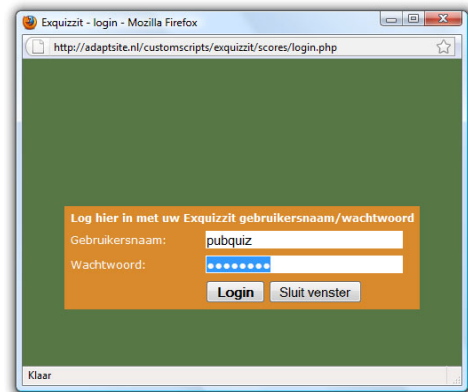 Exquizzit - login - Mozilla Firefox
http://adaptsite.nl/customscripts/exquizzit/scores/login.php
Log hier in met uw Exquizzit gebruikersnaam/wachtwoord
Gebruikersnaam: pubquiz
Wachtwoord: ●●●●●●●●
Login Sluit venster
Klaar